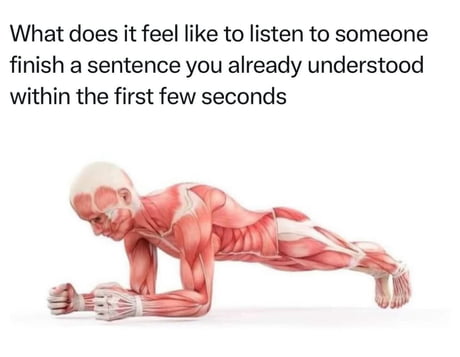 What does it feel like to listen to someone
finish a sentence you already understood
within the first few seconds